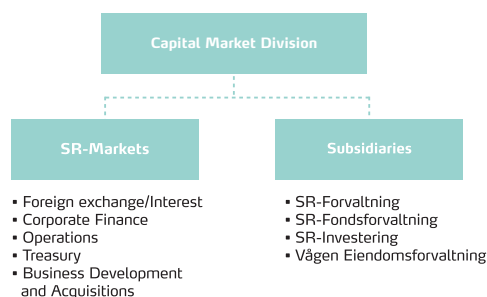 Capital Market Division
SR-Markets
▪ Foreign exchange/Interest
▪ Corporate Finance
▪ Operations
▪ Treasury
▪ Business Development
and Acquisitions
Subsidiaries
▪ SR-Forvaltning
▪ SR-Fondsforvaltning
▪ SR-Investering
▪ Vågen Eiendomsforvaltning